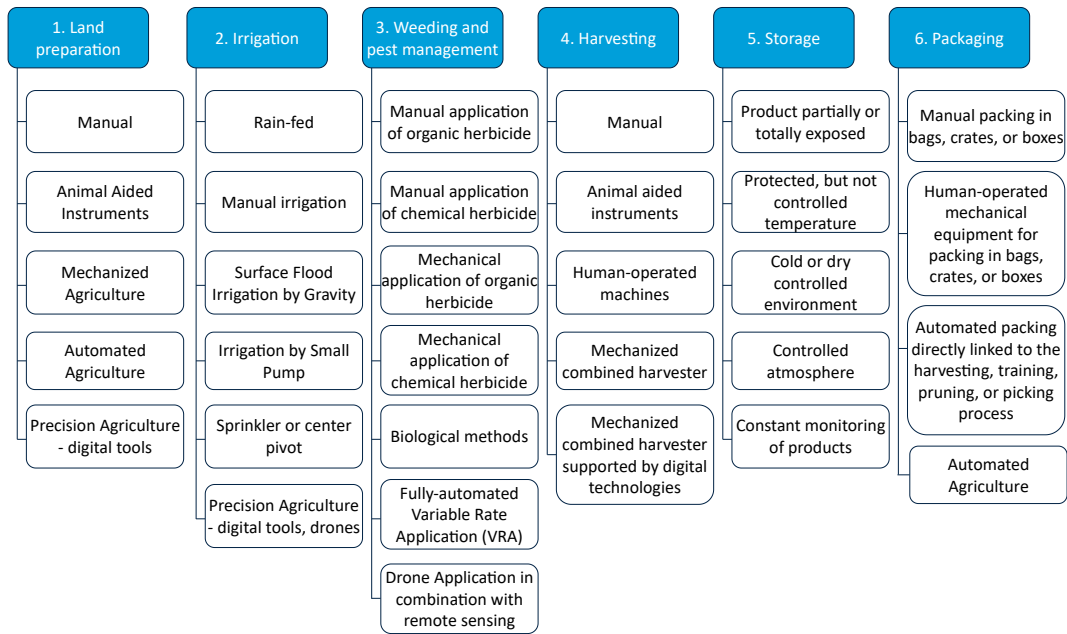 1. Land
preparation
Manual
Animal Aided
Instruments
Mechanized
Agriculture
Automated
Agriculture
Precision Agriculture
- digital tools
2. Irrigation
Rain-fed
Manual irrigation
Surface Flood
Irrigation by Gravity
Irrigation by Small
Pump
Sprinkler or center
pivot
Precision Agriculture
- digital tools, drones
3. Weeding and
pest management
Manual application
of organic herbicide
Manual application
of chemical herbicide
Mechanical
application of organic
herbicide
Mechanical
application of
chemical herbicide
Biological methods
Fully-automated
Variable Rate
Application (VRA)
Drone Application in
combination with
remote sensing
4. Harvesting
Manual
Animal aided
instruments
Human-operated
machines
Mechanized
combined harvester
Mechanized
combined harvester
supported by digital
technologies
5. Storage
Product partially or
totally exposed
Protected, but not
controlled
temperature
Cold or dry
controlled
environment
Controlled
atmosphere
Constant monitoring
of products
6. Packaging
Manual packing in
bags, crates, or boxes
Human-operated
mechanical
equipment for
packing in bags,
crates, or boxes
Automated packing
directly linked to the
harvesting, training,
pruning, or picking
process
Automated
Agriculture